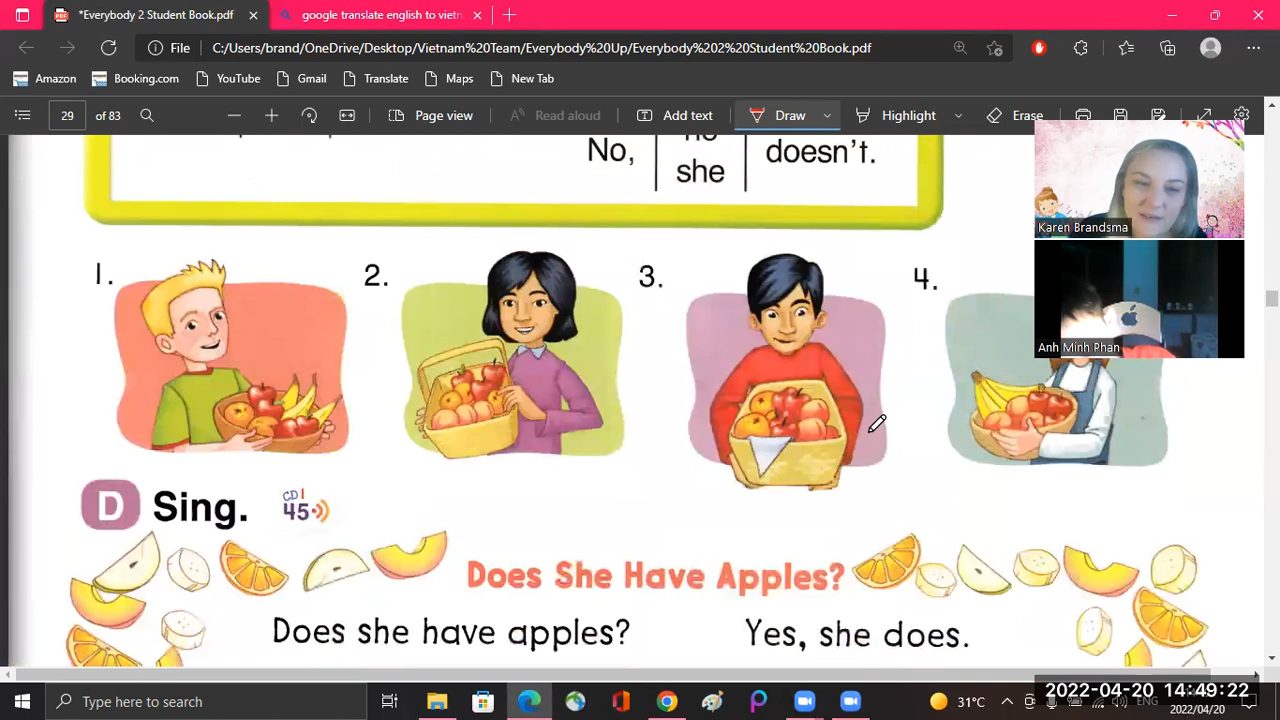 *Everybody 2 Student Book.pdf
google translate english to vietn
File
C:/Users/brand/OneDrive/Desktop/Vietnam%20Team/Everybody%20Up/Everybody%202%20Student%20Book.pdf
Amazon
Booking.com
YouTube
Gmail
Translate
Maps
New Tab
29 of 83
Page view
Read aloud
Add text
Draw
Highlight
Erase
No, she doesn't.
Karen Brandsma
Anh Minh Phan
1.
2.
3.
4.
D Sing.
CD1
45
Does She Have Apples?
Does she have apples?
Yes, she does.
Type here to search
31°C
ENG
2022-04-20 14:49:22
2022/04/20